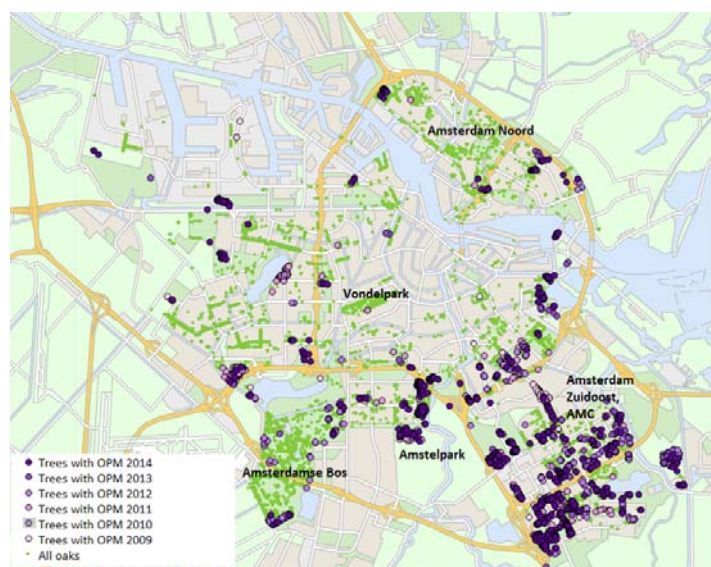 Amsterdam Noord
Vondelpark
Amsterdam
Zuidoost,
AMC
Amstelpark
Amsterdamse Bos
Trees with OPM 2014
Trees with OPM 2013
Trees with OPM 2012
Trees with OPM 2011
Trees with OPM 2010
Trees with OPM 2009
All oaks